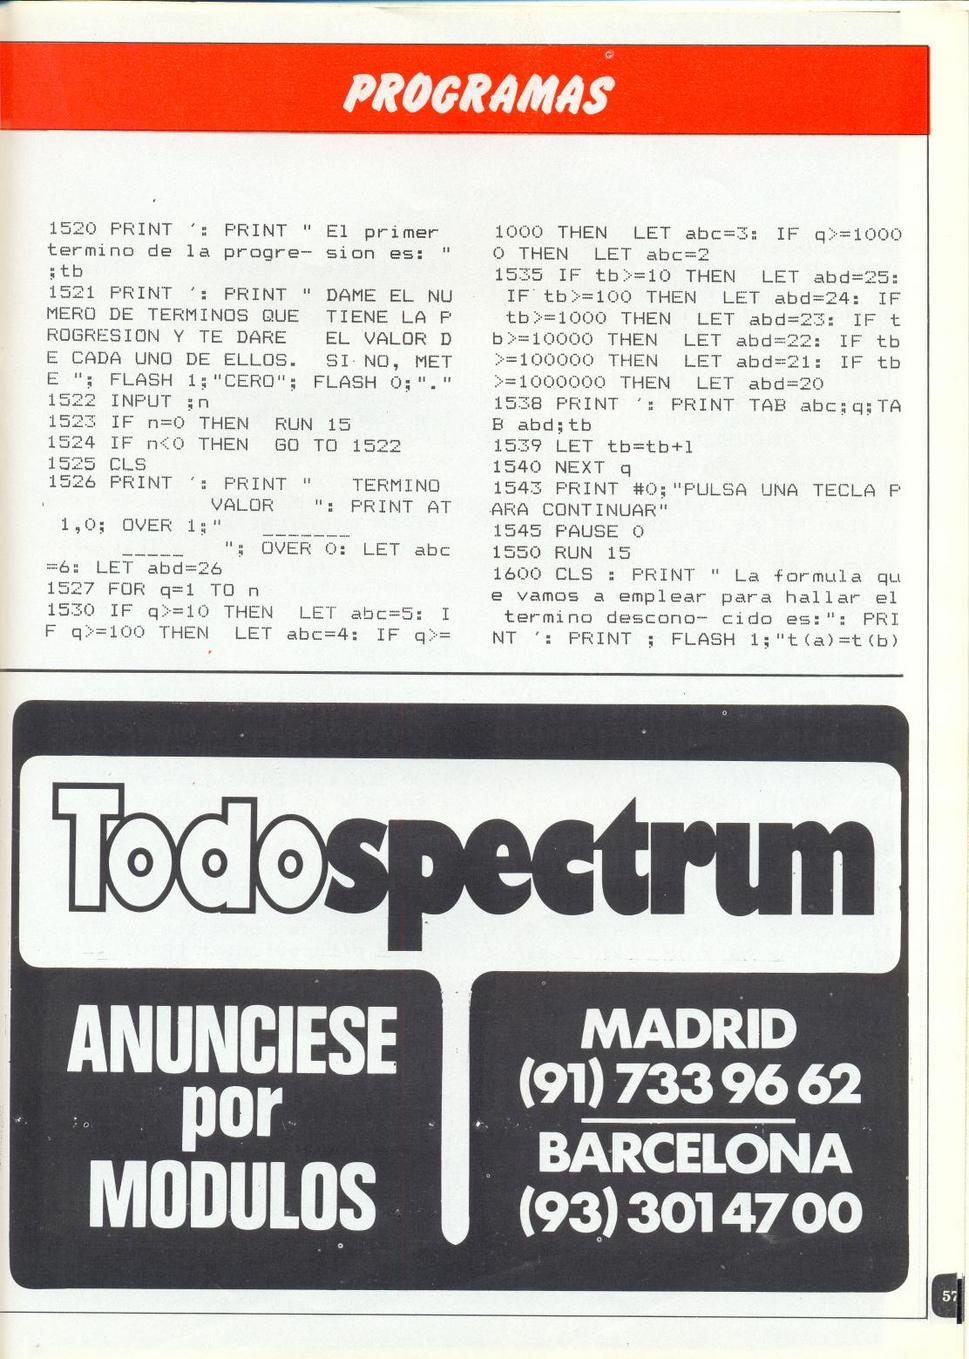 PROGRAMAS
1520 PRINT ': PRINT " El primer
termino de la progre- sion es: "
;tb
1521 PRINT ': PRINT " DAME EL NU
MERO DE TERMINOS QUE   TIENE LA P
ROGRESION Y TE DARE    EL VALOR D
E CADA UNO DE ELLOS.   SI NO, MET
E "; FLASH 1;"CERO"; FLASH 0;"."
1522 INPUT ;n
1523 IF n=0 THEN  RUN 15
1524 IF n<0 THEN  GO TO 1522
1525 CLS
1526 PRINT ': PRINT "   TERMINO
             VALOR   ": PRINT AT
 1,0; OVER 1;"   _______
      _____   "; OVER 0: LET abc
=6: LET abd=26
1527 FOR q=1 TO n
1530 IF q>=10 THEN  LET abc=5: I
F q>=100 THEN  LET abc=4: IF q>=
1000 THEN  LET abc=3: IF q>=1000
0 THEN  LET abc=2
1535 IF tb>=10 THEN  LET abd=25:
 IF tb>=100 THEN  LET abd=24: IF
 tb>=1000 THEN  LET abd=23: IF t
b>=10000 THEN  LET abd=22: IF tb
>=100000 THEN  LET abd=21: IF tb
>=1000000 THEN  LET abd=20
1538 PRINT ': PRINT TAB abc;q;TA
B abd;tb
1539 LET tb=tb+l
1540 NEXT q
1543 PRINT #0;"PULSA UNA TECLA P
ARA CONTINUAR"
1545 PAUSE 0
1550 RUN 15
1600 CLS : PRINT " La formula qu
e vamos a emplear para hallar el
 termino descono- cido es:": PRI
NT ': PRINT ; FLASH 1;"t(a)=t(b)
Todospectrum
ANUNCIESE
por
MODULOS
MADRID
(91) 733 96 62
BARCELONA
(93) 301 47 00
57